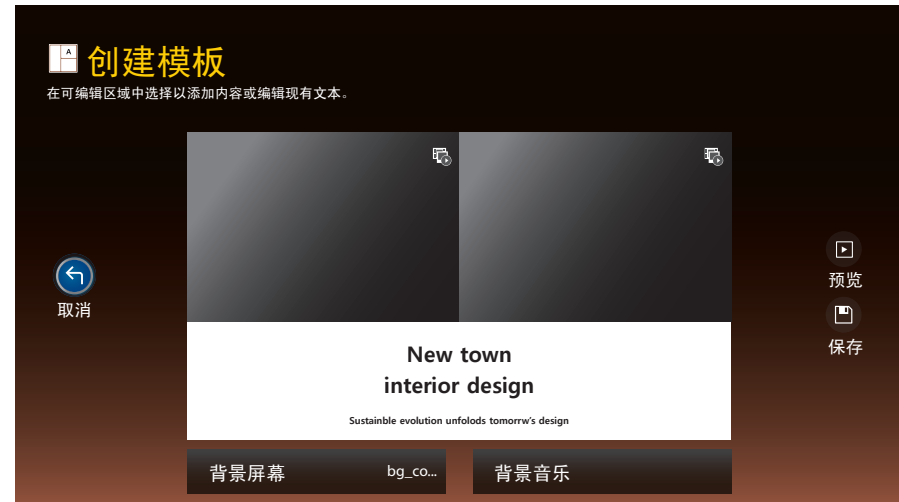 A
创建模板
在可编辑区域中选择以添加内容或编辑现有文本。
取消
预览
保存
New town
interior design
Sustainble evolution unfolods tomorrw's design
背景屏幕 bg_co... 背景音乐